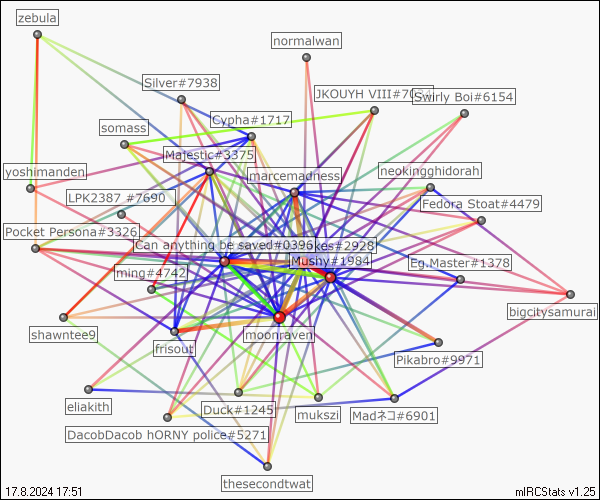 zebula
normalwan
Silver#7938
JKOUYH VIII#70
Swirly Boi#6154
Cypha#1717
somass
Majestic#3375
marcemadness
neokingghidorah
yoshimanden
LPK2387 #7690
Fedora Stoat#4479
Pocket Persona#3326
Can anything be saved#0396
kes#2928
Mushy#1984
Eg.Master#1378
ming#4742
bigcitysamurai
shawntee9
frisout
moonraven
Pikabro#9971
eliakith
Duck#1245
mukszi
Madネコ#6901
DacobDacob hORNY police#5271
thesecondtwat
17.8.2024 17:51
mIRCStats v1.25